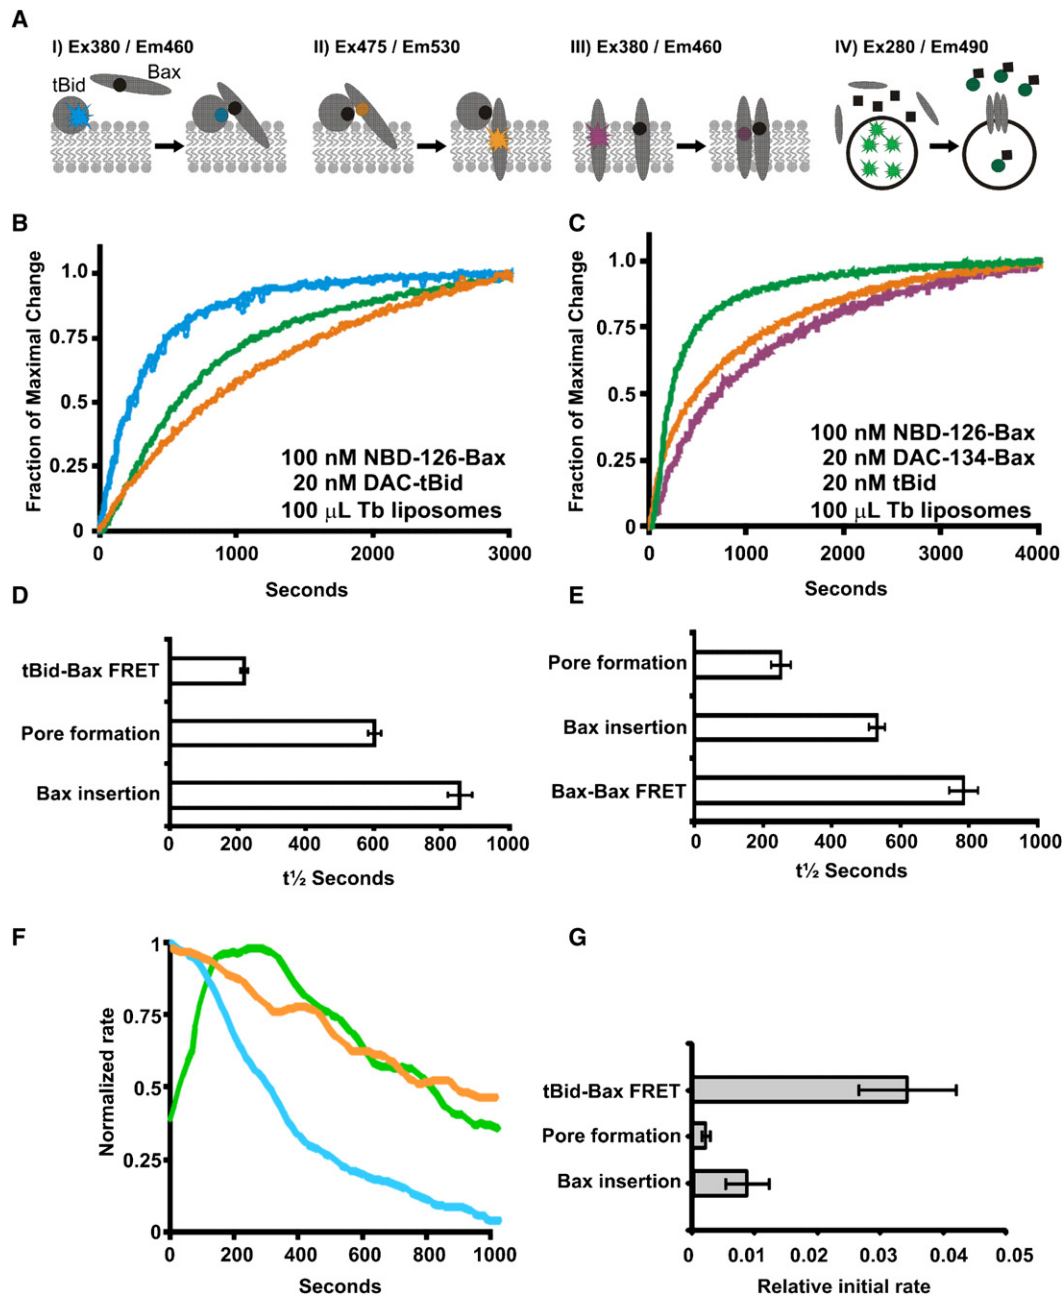 A
I) Ex380 / Em460
II) Ex475 / Em530
III) Ex380 / Em460
IV) Ex280 / Em490
tBid
Bax
B
Fraction of Maximal Change
1.0
0.75
0.5
0.25
0
100 nM NBD-126-Bax
20 nM DAC-tBid
100 µL Tb liposomes
0 1000 2000 3000
Seconds
C
Fraction of Maximal Change
1.0
0.75
0.5
0.25
0
100 nM NBD-126-Bax
20 nM DAC-134-Bax
20 nM tBid
100 µL Tb liposomes
0 1000 2000 3000 4000
Seconds
D
tBid-Bax FRET
Pore formation
Bax insertion
0 200 400 600 800 1000
t½ Seconds
E
Pore formation
Bax insertion
Bax-Bax FRET
0 200 400 600 800 1000
t½ Seconds
F
Normalized rate
1
0.75
0.5
0.25
0
0 200 400 600 800 1000
Seconds
G
tBid-Bax FRET
Pore formation
Bax insertion
0 0.01 0.02 0.03 0.04 0.05
Relative initial rate